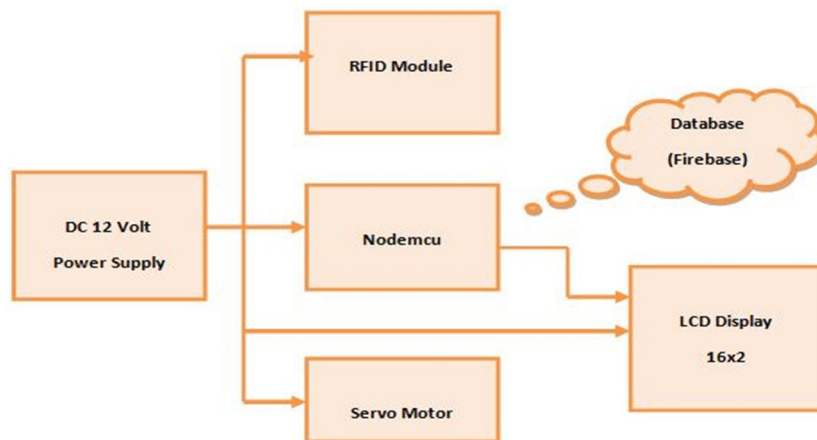 RFID Module
Database
(Firebase)
DC 12 Volt
Power Supply
Nodemcu
LCD Display
16x2
Servo Motor